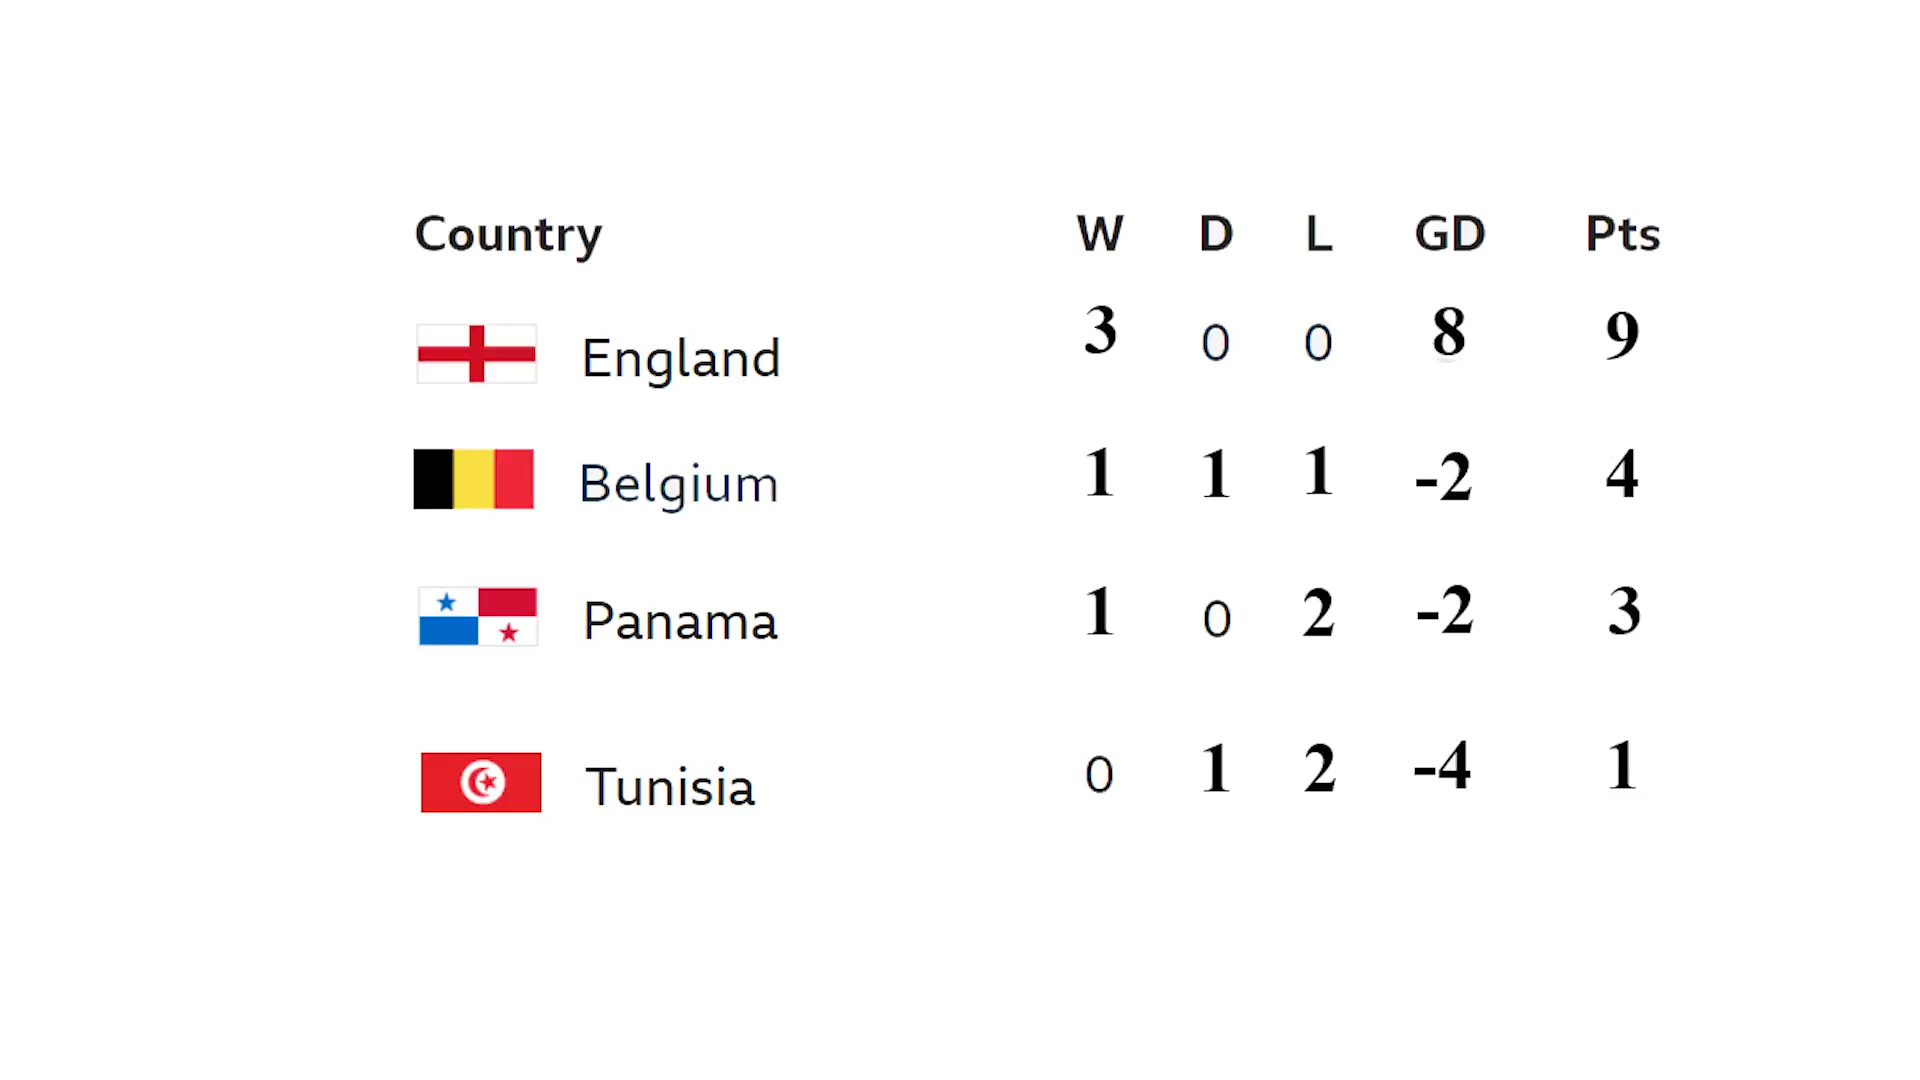 Country W D L GD Pts
England 3 0 0 8 9
Belgium 1 1 1 -2 4
Panama 1 0 2 -2 3
Tunisia 0 1 2 -4 1